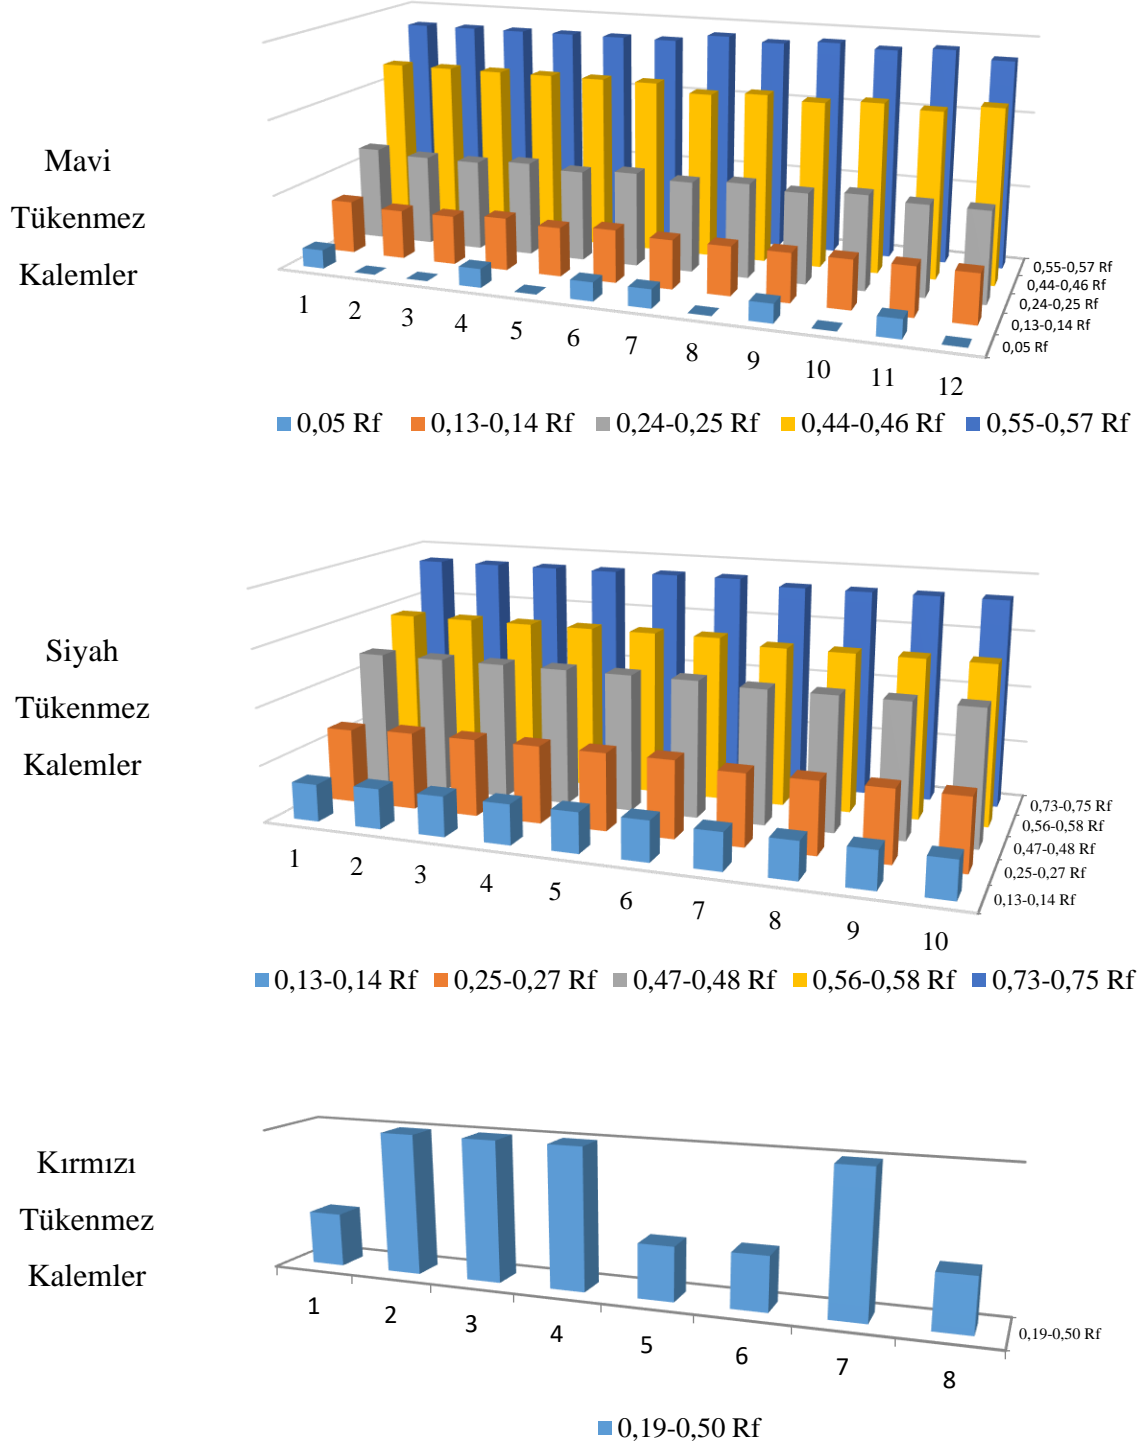 Mavi
Tükenmez
Kalemler
0,55-0,57 Rf
0,44-0,46 Rf
0,24-0,25 Rf
0,13-0,14 Rf
0,05 Rf
1 2 3 4 5 6 7 8 9 10 11 12
0,05 Rf 0,13-0,14 Rf 0,24-0,25 Rf 0,44-0,46 Rf 0,55-0,57 Rf
Siyah
Tükenmez
Kalemler
0,73-0,75 Rf
0,56-0,58 Rf
0,47-0,48 Rf
0,25-0,27 Rf
0,13-0,14 Rf
1 2 3 4 5 6 7 8 9 10
0,13-0,14 Rf 0,25-0,27 Rf 0,47-0,48 Rf 0,56-0,58 Rf 0,73-0,75 Rf
Kırmızı
Tükenmez
Kalemler
1 2 3 4 5 6 7 8
0,19-0,50 Rf
0,19-0,50 Rf